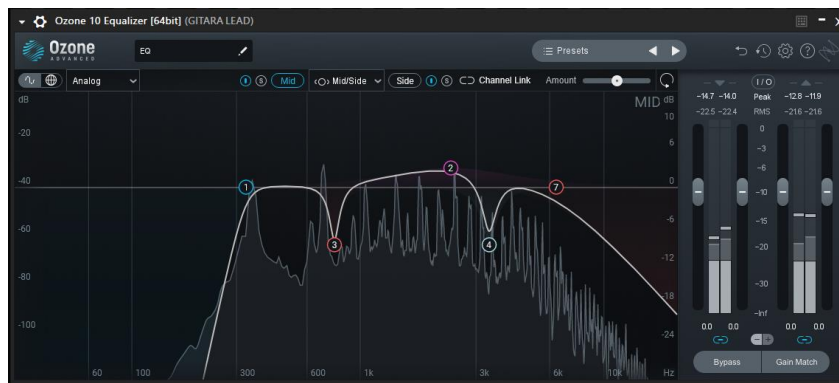 Ozone 10 Equalizer [64bit] (GITARA LEAD)
Ozone
ADVANCED
EQ
Presets
Analog
S
Mid
Mid/Side
Side
S
Channel Link
Amount
I / O
-14.7 -14.0
Peak
-12.8 -11.9
-22.5 -22.4
RMS
-21.6 -21.6
dB
MID
dB
-20
-40
-60
-80
-100
10
6
0
-6
-12
-18
-24
1
2
3
4
7
60
100
300
600
1k
3k
6k
10k
Hz
0
-3
-6
-10
-15
-20
-30
-Inf
0.0
0.0
0.0
0.0
Bypass
Gain Match